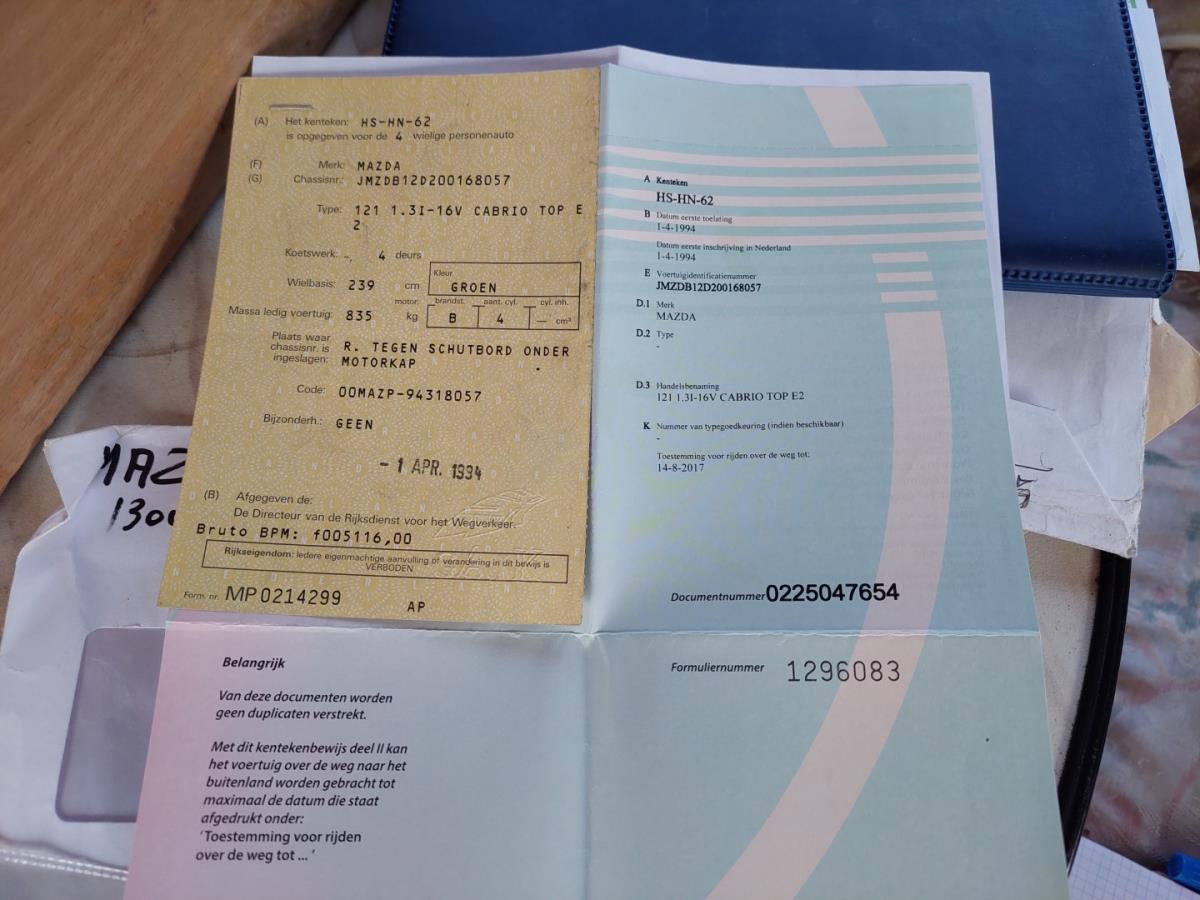 (A) Het kenteken: HS-HN-62
is opgegeven voor de 4 wielige personenauto
(F) Merk: MAZDA
(G) Chassisnr.: JMZDB12D200168057
Type: 121 1.3I-16V CABRIO TOP E
2
Koetswerk: -, 4 deurs
Wielbasis: 239 cm
Kleur
GROEN
motor: brandst. aant. cyl. cyl. inh.
Massa ledig voertuig: 835 kg B 4 — cm³
Plaats waar
chassisnr. is
ingeslagen: R. TEGEN SCHUTBORD ONDER
MOTORKAP
Code: 00MAZP-94318057
Bijzonderh.: GEEN
- 1 APR. 1994
(B) Afgegeven de:
De Directeur van de Rijksdienst voor het Wegverkeer.
Bruto BPM: f005116,00
Rijkseigendom: Iedere eigenmachtige aanvulling of verandering in dit bewijs is
VERBODEN
Form. nr. MP 0214299
AP
A Kenteken
HS-HN-62
B Datum eerste toelating
1-4-1994
Datum eerste inschrijving in Nederland
1-4-1994
E Voertuigidentificatienummer
JMZDB12D200168057
D.1 Merk
MAZDA
D.2 Type
-
D.3 Handelsbenaming
121 1.3I-16V CABRIO TOP E2
K Nummer van typegoedkeuring (indien beschikbaar)
-
Toestemming voor rijden over de weg tot:
14-8-2017
Documentnummer 0225047654
Formuliernummer 1296083
Belangrijk
Van deze documenten worden
geen duplicaten verstrekt.
Met dit kentekenbewijs deel II kan
het voertuig over de weg naar het
buitenland worden gebracht tot
maximaal de datum die staat
afgedrukt onder:
'Toestemming voor rijden
over de weg tot ... '
MAZ
130